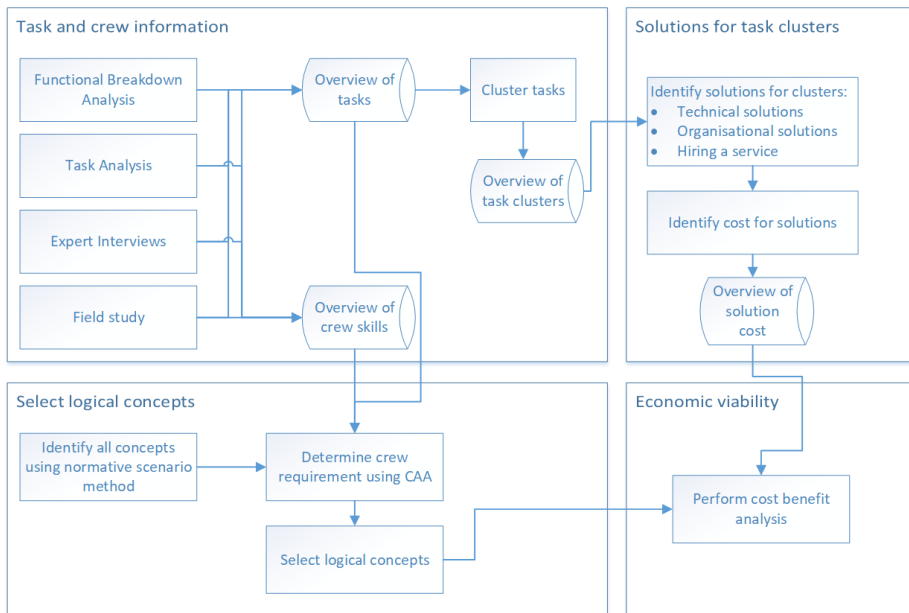 Task and crew information
Functional Breakdown
Analysis
Task Analysis
Expert Interviews
Field study
Overview of
tasks
Overview of
crew skills
Cluster tasks
Overview of
task clusters
Solutions for task clusters
Identify solutions for clusters:
• Technical solutions
• Organisational solutions
• Hiring a service
Identify cost for solutions
Overview of
solution
cost
Select logical concepts
Identify all concepts
using normative scenario
method
Determine crew
requirement using CAA
Select logical concepts
Economic viability
Perform cost benefit
analysis